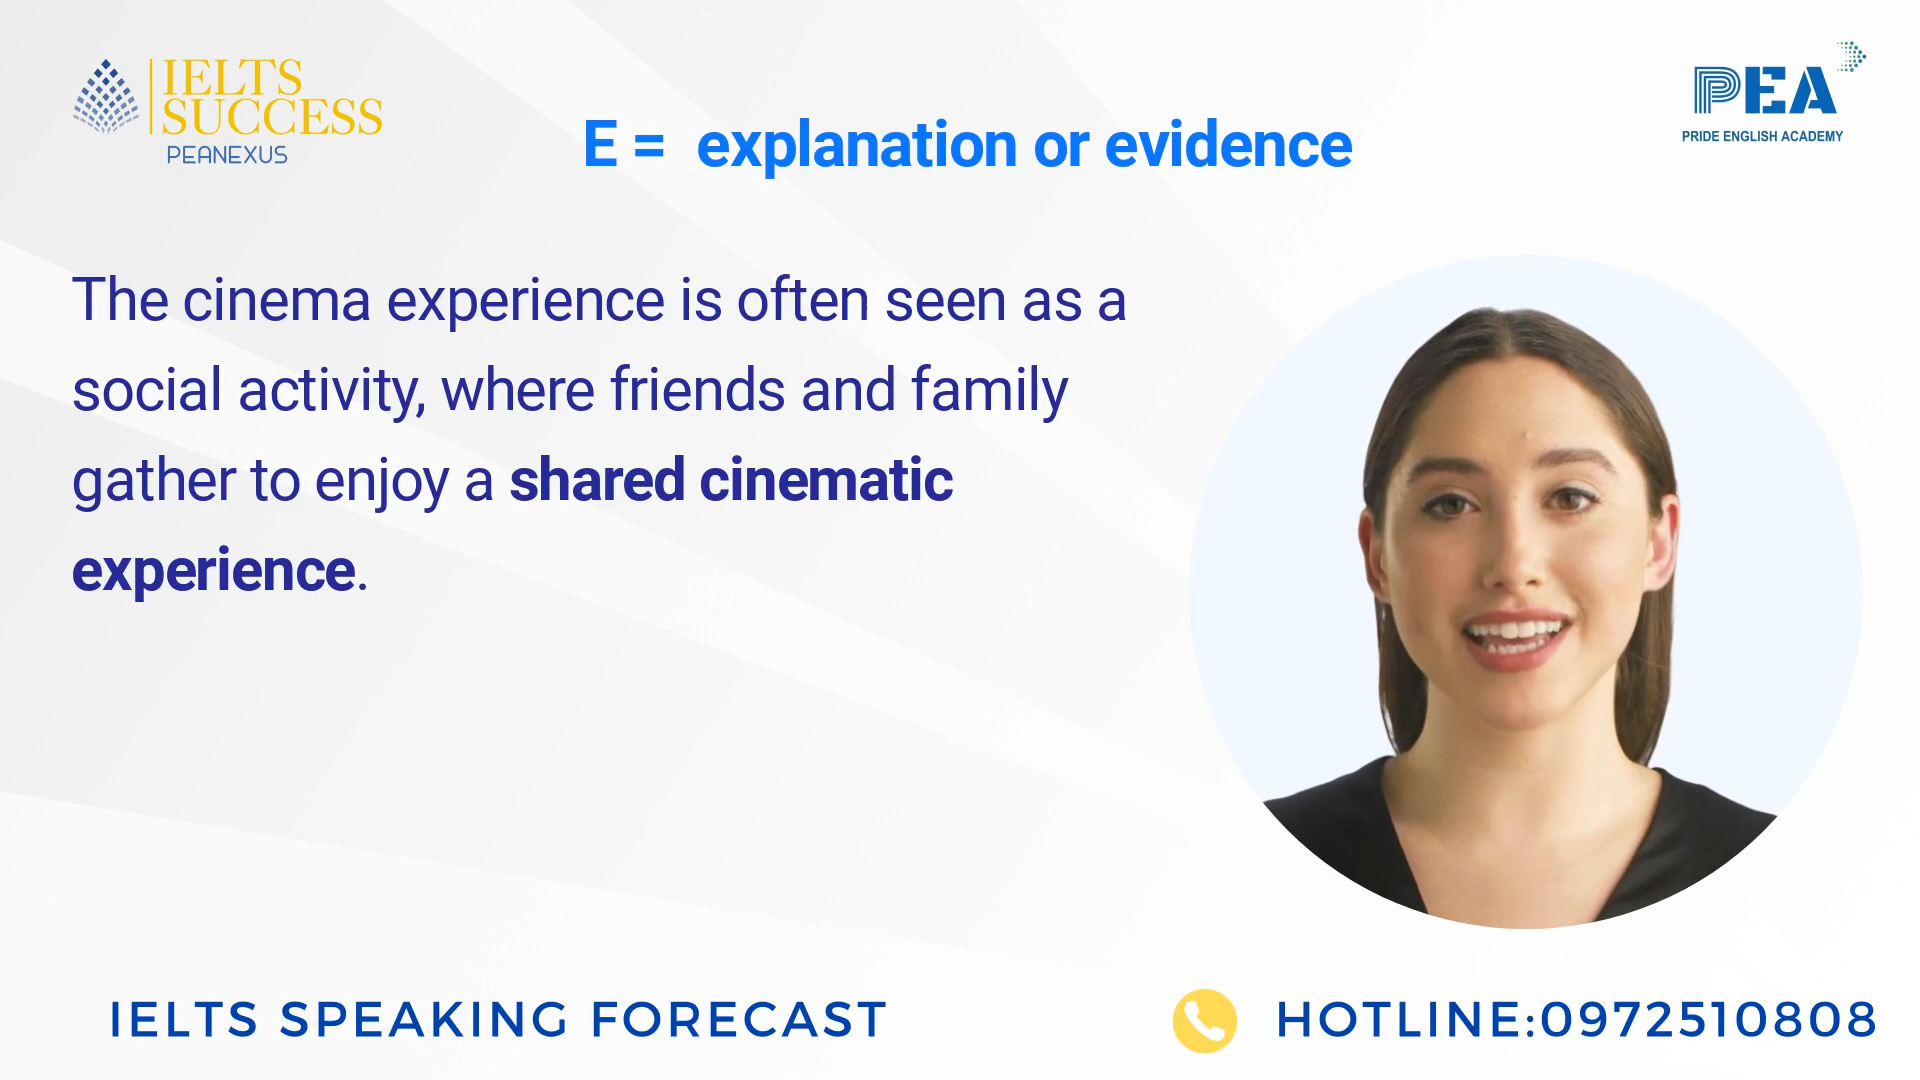 IELTS
SUCCESS
PEANEXUS
PEA
PRIDE ENGLISH ACADEMY
E = explanation or evidence
The cinema experience is often seen as a
social activity, where friends and family
gather to enjoy a shared cinematic
experience.
IELTS SPEAKING FORECAST
HOTLINE:0972510808